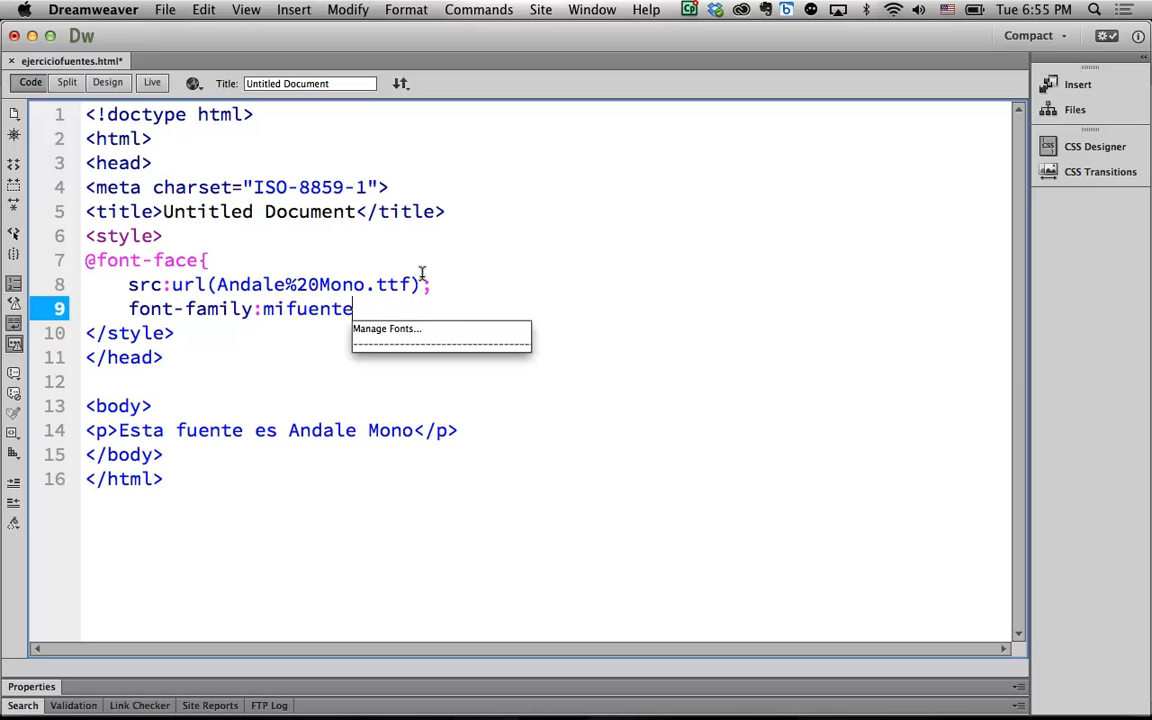 Dreamweaver File Edit View Insert Modify Format Commands Site Window Help Tue 6:55 PM
Dw Compact
× ejerciciofuentes.html*
Code Split Design Live Title: Untitled Document
1 <!doctype html>
2 <html>
3 <head>
4 <meta charset="ISO-8859-1">
5 <title>Untitled Document</title>
6 <style>
7 @font-face{
8 src:url(Andale%20Mono.ttf);
9 font-family:mifuente
Manage Fonts...
10 </style>
11 </head>
12
13 <body>
14 <p>Esta fuente es Andale Mono</p>
15 </body>
16 </html>
Insert
Files
CSS Designer
CSS Transitions
Properties
Search Validation Link Checker Site Reports FTP Log